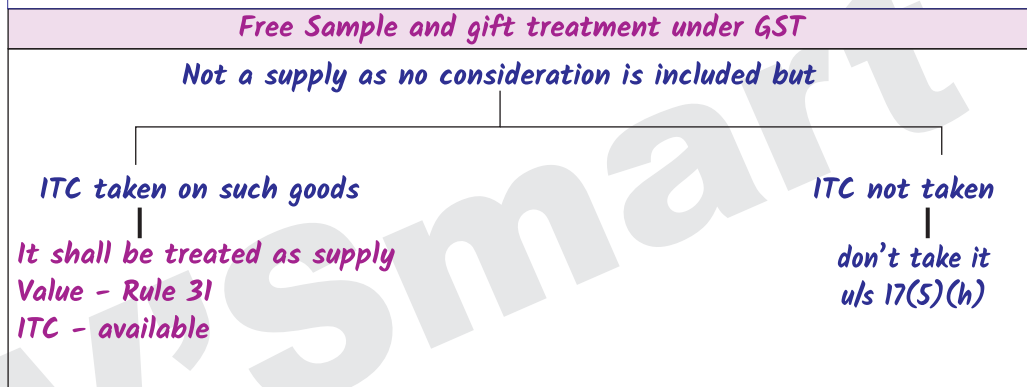 Free Sample and gift treatment under GST
Not a supply as no consideration is included but
ITC taken on such goods
It shall be treated as supply
Value - Rule 31
ITC - available
ITC not taken
don't take it
u/s 17(5)(h)
V'Smart